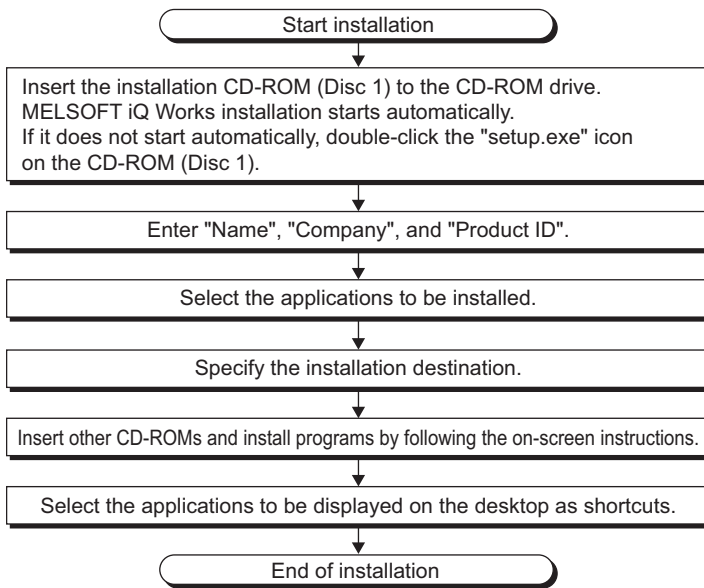 Start installation
Insert the installation CD-ROM (Disc 1) to the CD-ROM drive.
MELSOFT iQ Works installation starts automatically.
If it does not start automatically, double-click the "setup.exe" icon
on the CD-ROM (Disc 1).
Enter "Name", "Company", and "Product ID".
Select the applications to be installed.
Specify the installation destination.
Insert other CD-ROMs and install programs by following the on-screen instructions.
Select the applications to be displayed on the desktop as shortcuts.
End of installation